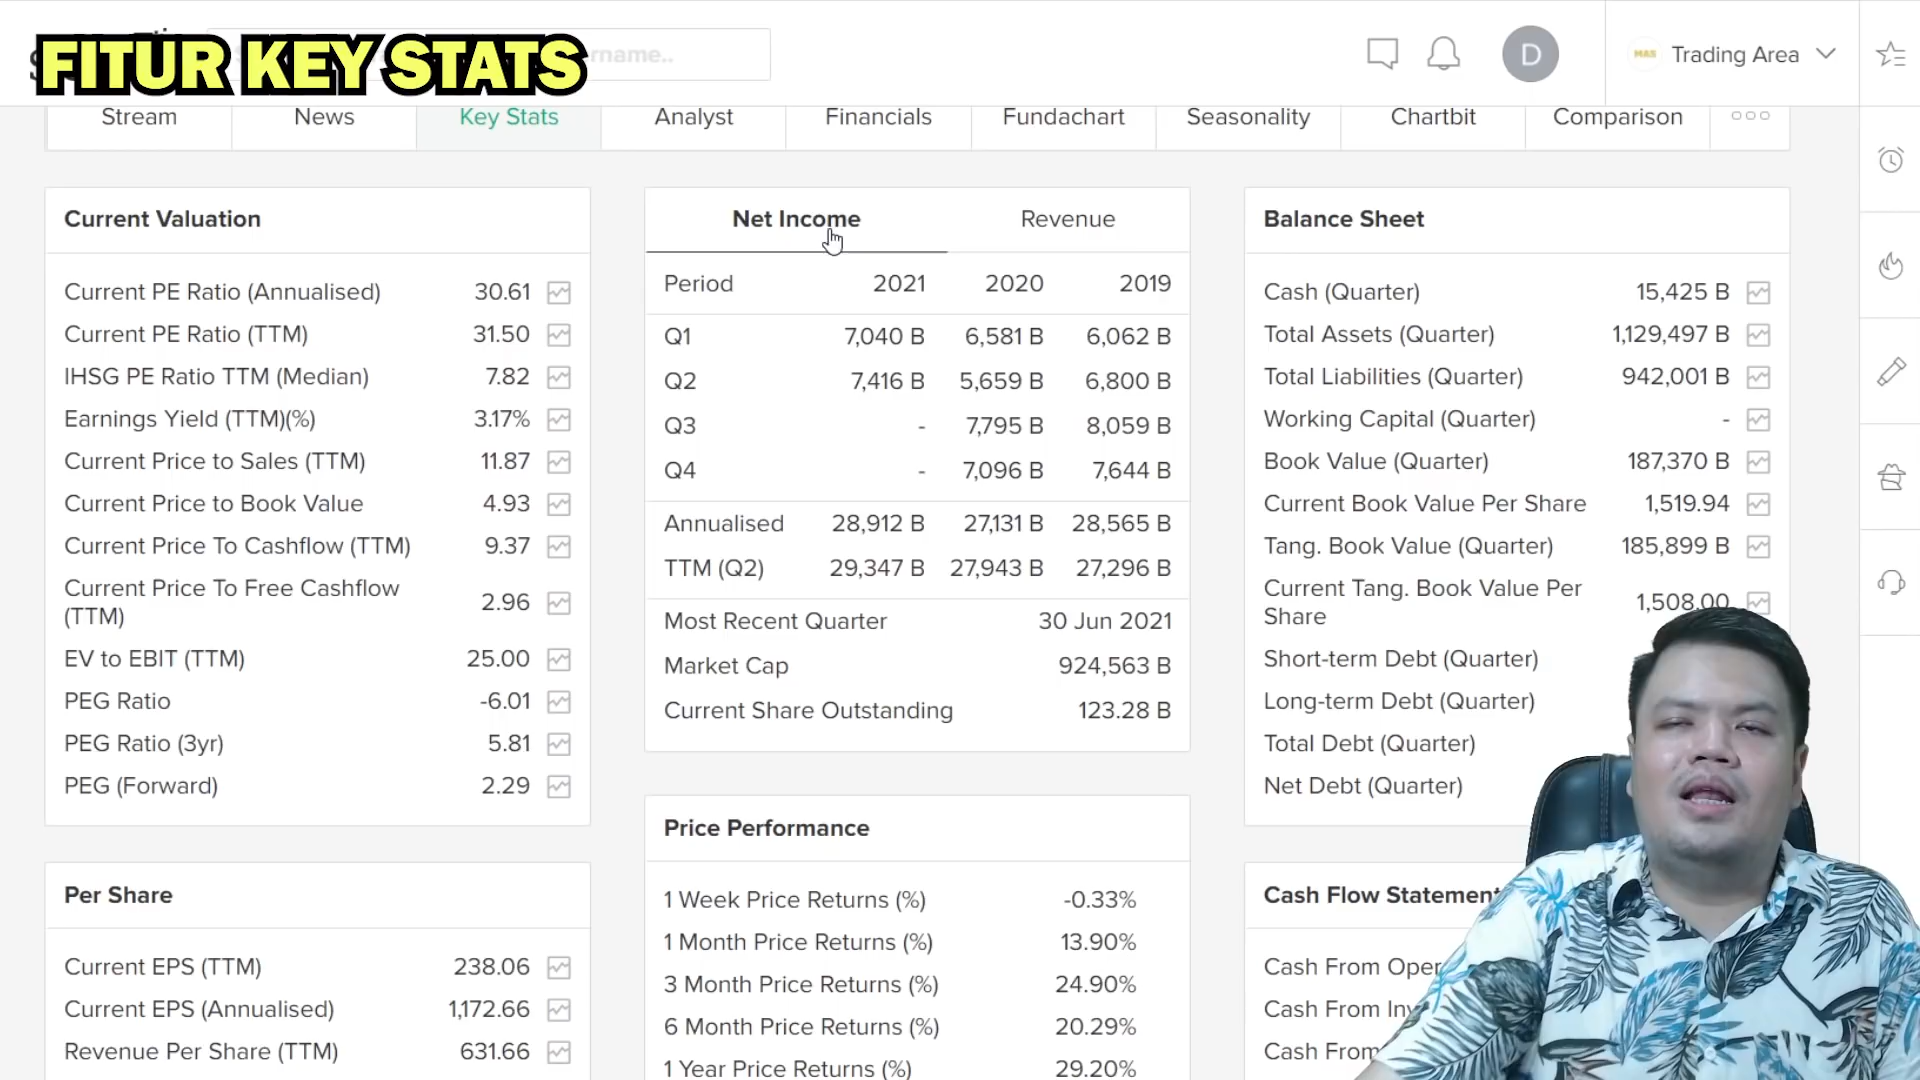 FITUR KEY STATS
rname..
D
MAS Trading Area
Stream News Key Stats Analyst Financials Fundachart Seasonality Chartbit Comparison
Current Valuation
Current PE Ratio (Annualised) 30.61
Current PE Ratio (TTM) 31.50
IHSG PE Ratio TTM (Median) 7.82
Earnings Yield (TTM)(%) 3.17%
Current Price to Sales (TTM) 11.87
Current Price to Book Value 4.93
Current Price To Cashflow (TTM) 9.37
Current Price To Free Cashflow
(TTM) 2.96
EV to EBIT (TTM) 25.00
PEG Ratio -6.01
PEG Ratio (3yr) 5.81
PEG (Forward) 2.29
Per Share
Current EPS (TTM) 238.06
Current EPS (Annualised) 1,172.66
Revenue Per Share (TTM) 631.66
Net Income Revenue
Period 2021 2020 2019
Q1 7,040 B 6,581 B 6,062 B
Q2 7,416 B 5,659 B 6,800 B
Q3 - 7,795 B 8,059 B
Q4 - 7,096 B 7,644 B
Annualised 28,912 B 27,131 B 28,565 B
TTM (Q2) 29,347 B 27,943 B 27,296 B
Most Recent Quarter 30 Jun 2021
Market Cap 924,563 B
Current Share Outstanding 123.28 B
Price Performance
1 Week Price Returns (%) -0.33%
1 Month Price Returns (%) 13.90%
3 Month Price Returns (%) 24.90%
6 Month Price Returns (%) 20.29%
1 Year Price Returns (%) 29.20%
Balance Sheet
Cash (Quarter) 15,425 B
Total Assets (Quarter) 1,129,497 B
Total Liabilities (Quarter) 942,001 B
Working Capital (Quarter) -
Book Value (Quarter) 187,370 B
Current Book Value Per Share 1,519.94
Tang. Book Value (Quarter) 185,899 B
Current Tang. Book Value Per
Share 1,508.00
Short-term Debt (Quarter)
Long-term Debt (Quarter)
Total Debt (Quarter)
Net Debt (Quarter)
Cash Flow Statement
Cash From Oper
Cash From Inv
Cash From